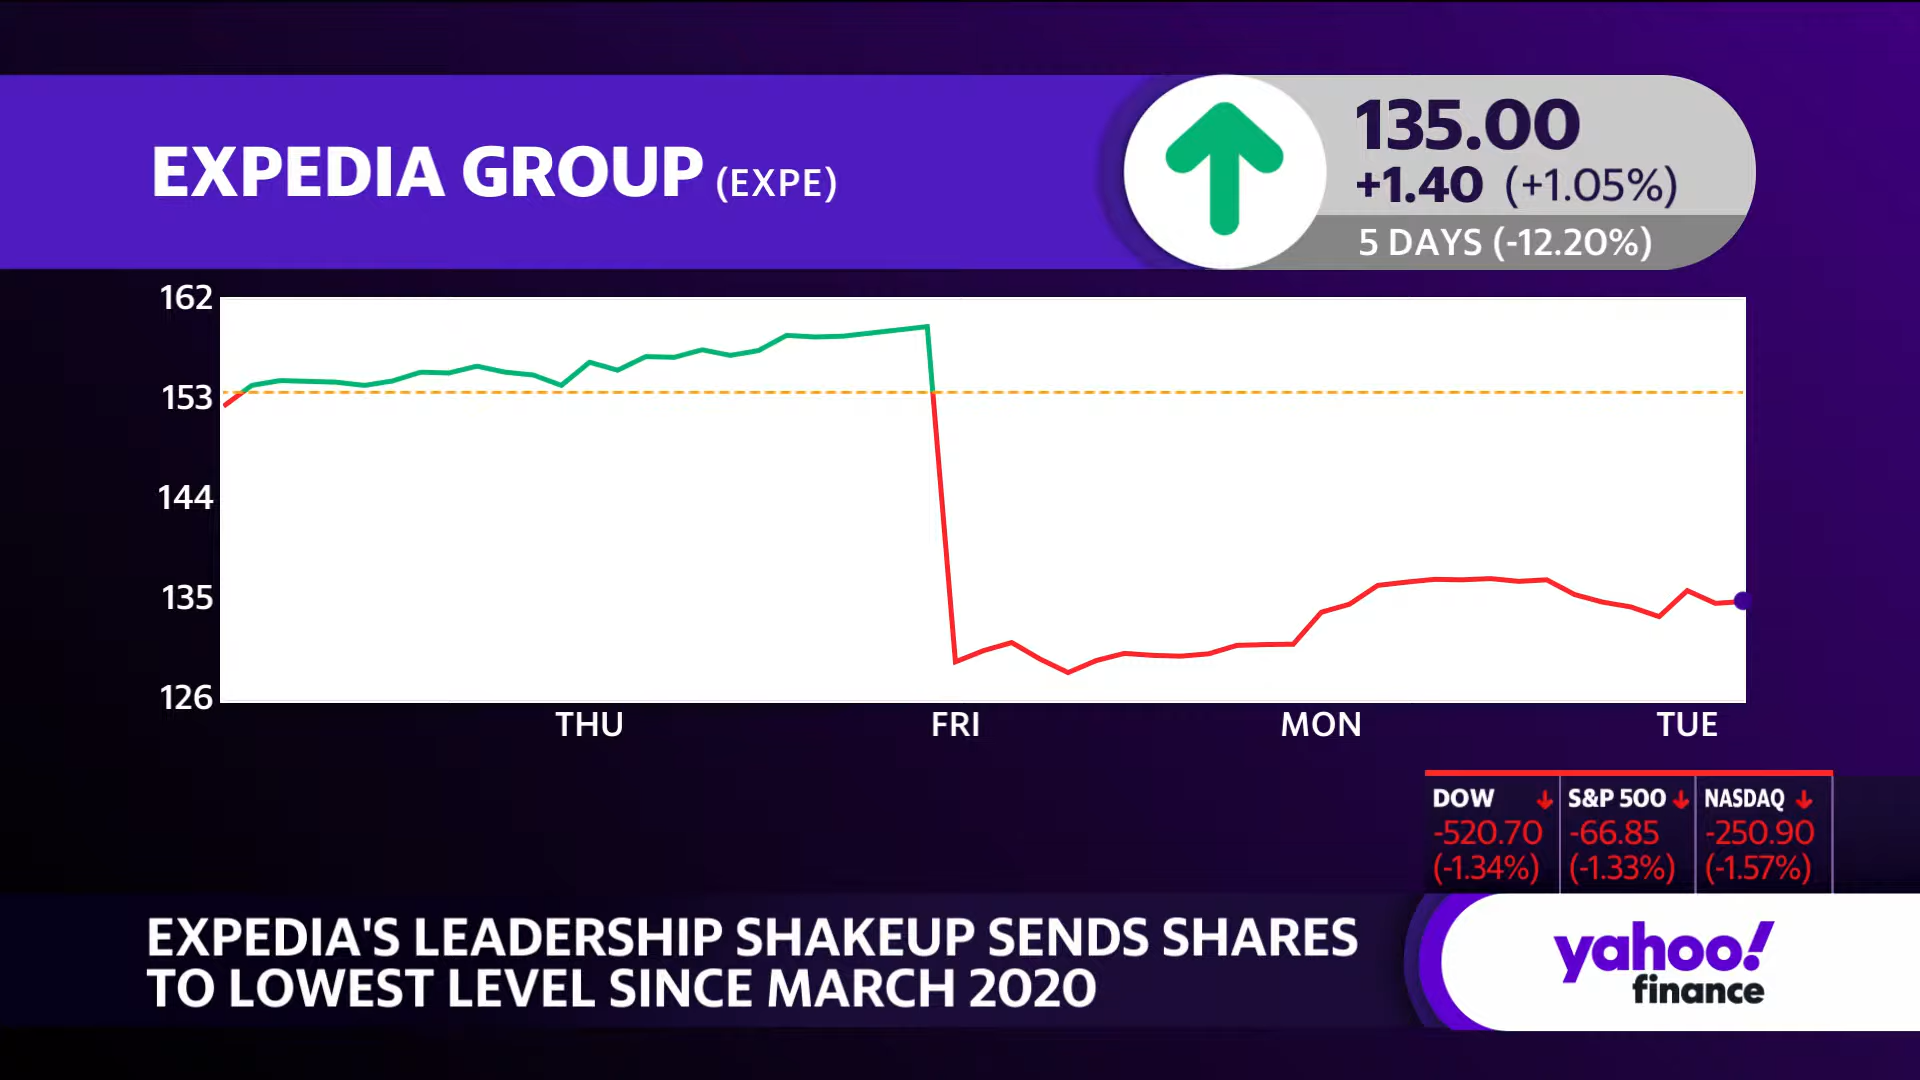 EXPEDIA GROUP (EXPE)
135.00
+1.40 (+1.05%)
5 DAYS (-12.20%)
162
153
144
135
126
THU FRI MON TUE
DOW S&P 500 NASDAQ
-520.70 -66.85 -250.90
(-1.34%) (-1.33%) (-1.57%)
EXPEDIA'S LEADERSHIP SHAKEUP SENDS SHARES
TO LOWEST LEVEL SINCE MARCH 2020
yahoo!
finance